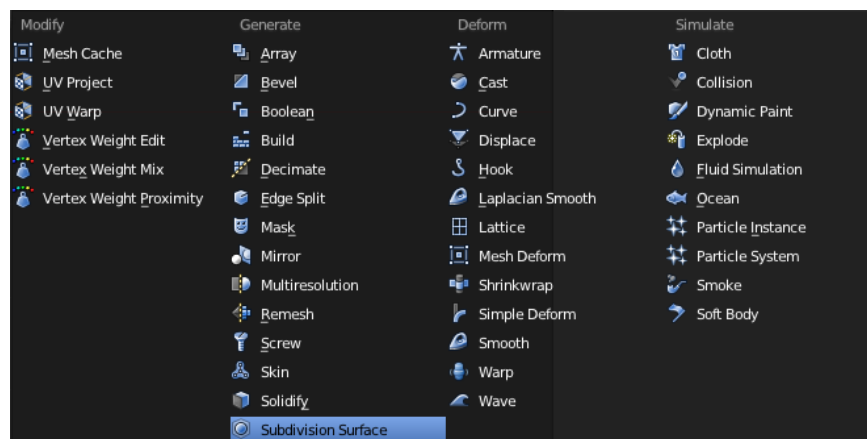 Modify
Mesh Cache
UV Project
UV Warp
Vertex Weight Edit
Vertex Weight Mix
Vertex Weight Proximity
Generate
Array
Bevel
Boolean
Build
Decimate
Edge Split
Mask
Mirror
Multiresolution
Remesh
Screw
Skin
Solidify
Subdivision Surface
Deform
Armature
Cast
Curve
Displace
Hook
Laplacian Smooth
Lattice
Mesh Deform
Shrinkwrap
Simple Deform
Smooth
Warp
Wave
Simulate
Cloth
Collision
Dynamic Paint
Explode
Fluid Simulation
Ocean
Particle Instance
Particle System
Smoke
Soft Body